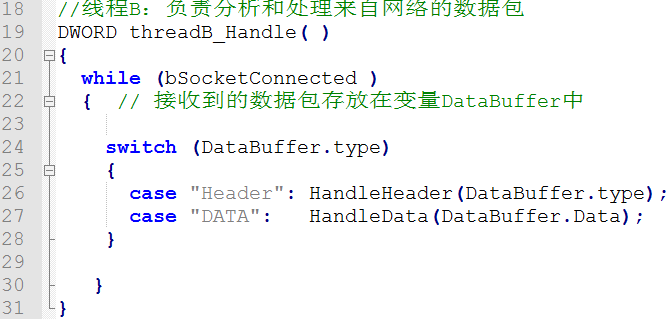 18 //线程B：负责分析和处理来自网络的数据包
19 DWORD threadB_Handle( )
20 {
21 while (bSocketConnected )
22 { // 接收到的数据包存放在变量DataBuffer中
23
24 switch (DataBuffer.type)
25 {
26 case "Header": HandleHeader(DataBuffer.type);
27 case "DATA": HandleData(DataBuffer.Data);
28 }
29
30 }
31 }